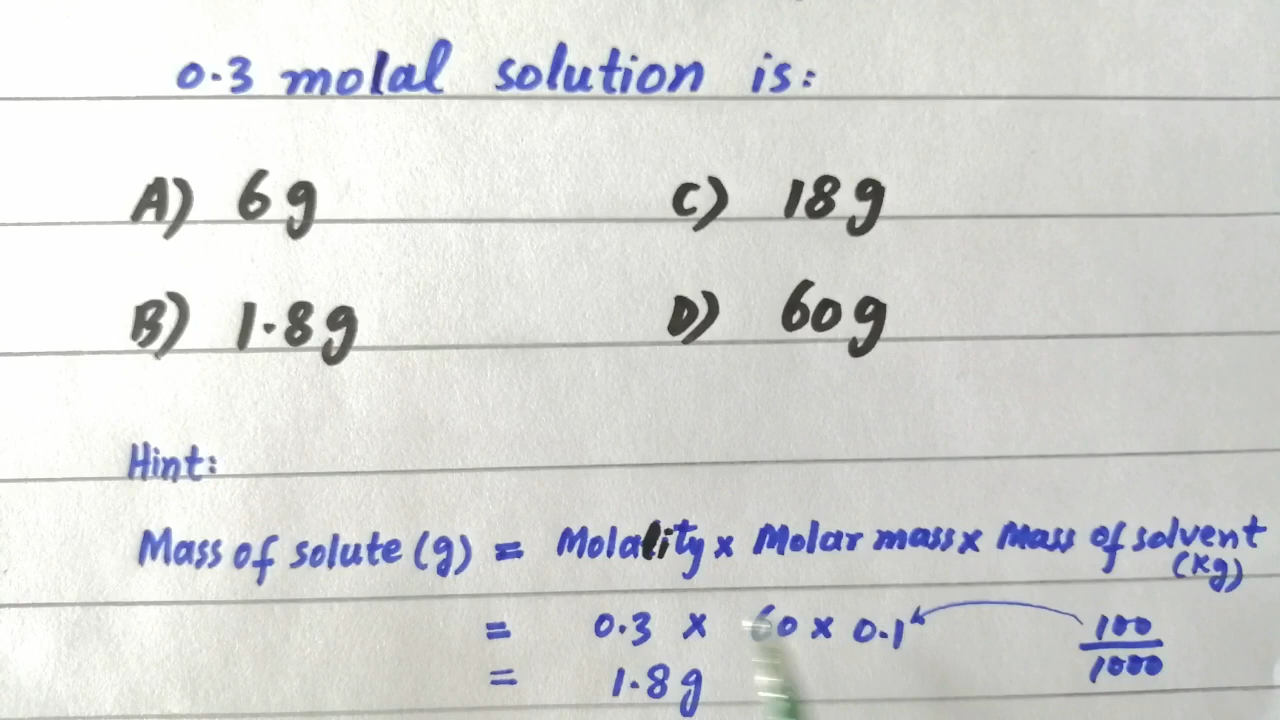 0.3 molal solution is:
A) 6g C) 18g
B) 1.8g D) 60g
Hint:
Mass of solute (g) = Molality x Molar mass x Mass of solvent (Kg)
= 0.3 x 60 x 0.1 100/1000
= 1.8g